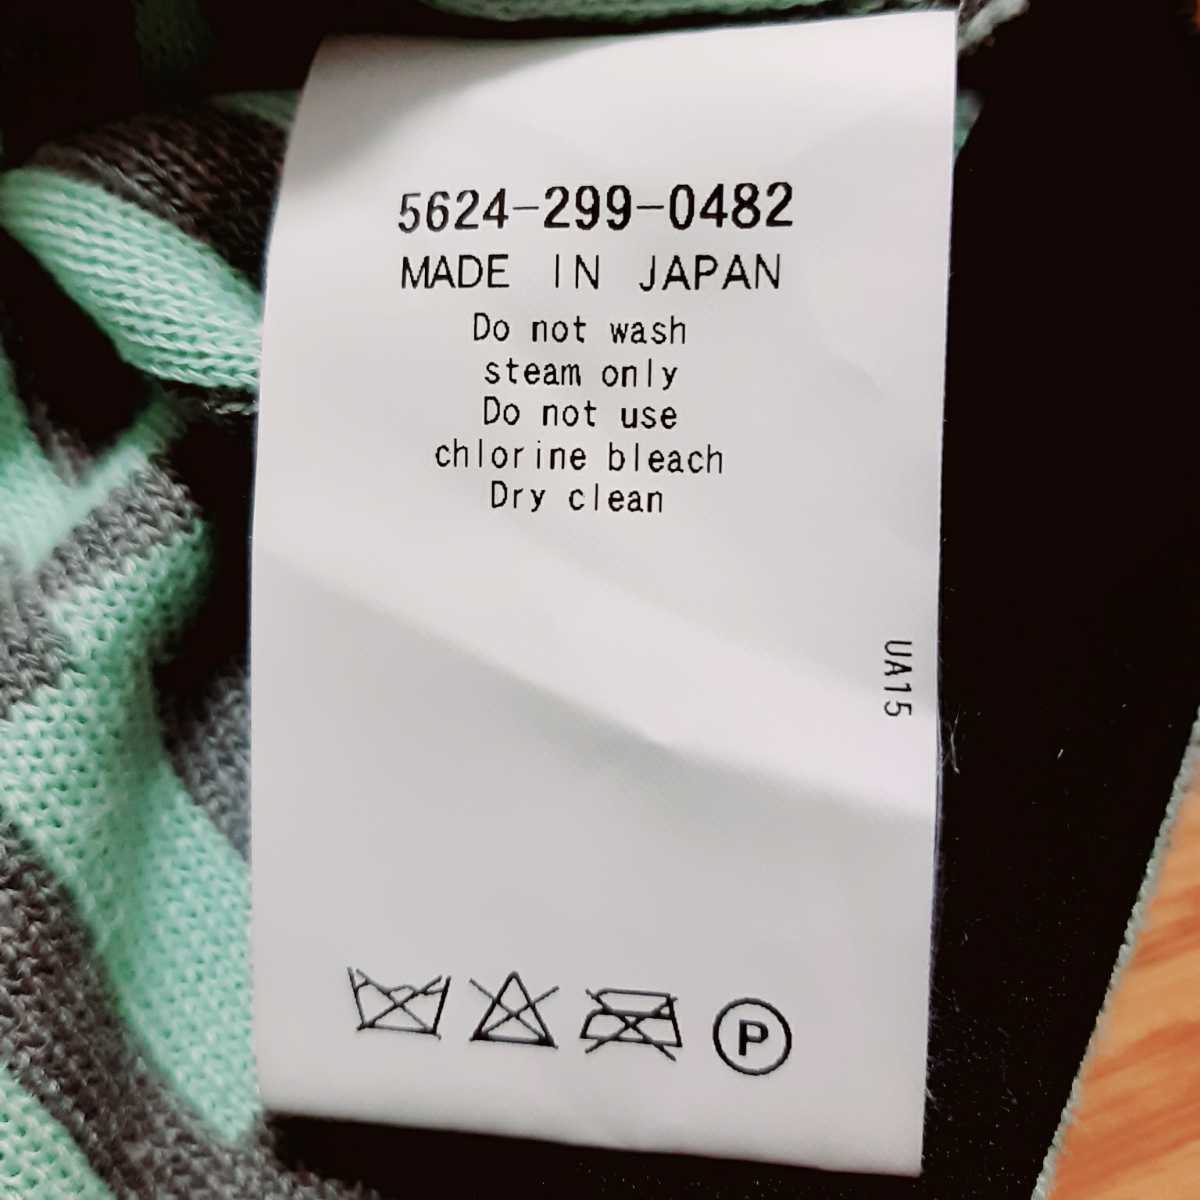 5624-299-0482
MADE IN JAPAN
Do not wash
steam only
Do not use
chlorine bleach
Dry clean
UA15
P